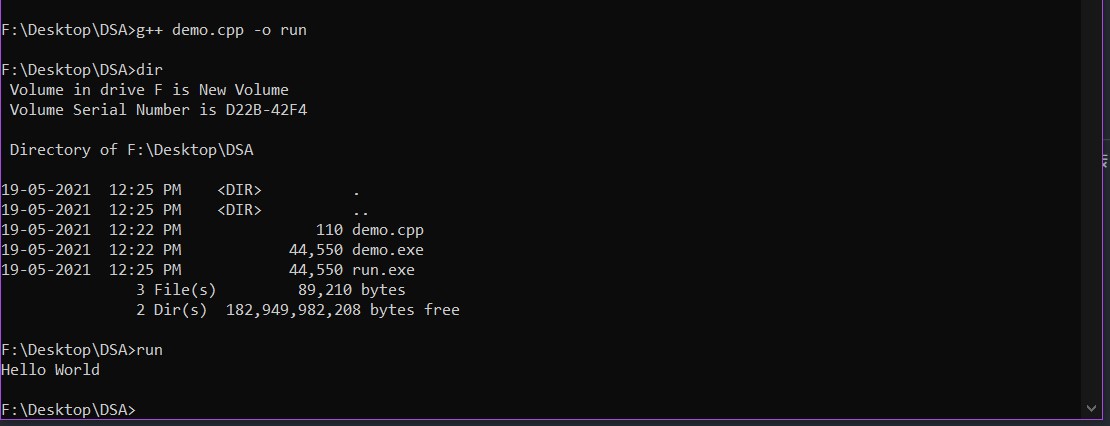 F:\Desktop\DSA>g++ demo.cpp -o run
F:\Desktop\DSA>dir
 Volume in drive F is New Volume
 Volume Serial Number is D22B-42F4
 Directory of F:\Desktop\DSA
19-05-2021  12:25 PM    <DIR>          .
19-05-2021  12:25 PM    <DIR>          ..
19-05-2021  12:22 PM               110 demo.cpp
19-05-2021  12:22 PM            44,550 demo.exe
19-05-2021  12:25 PM            44,550 run.exe
               3 File(s)         89,210 bytes
               2 Dir(s)  182,949,982,208 bytes free
F:\Desktop\DSA>run
Hello World
F:\Desktop\DSA>